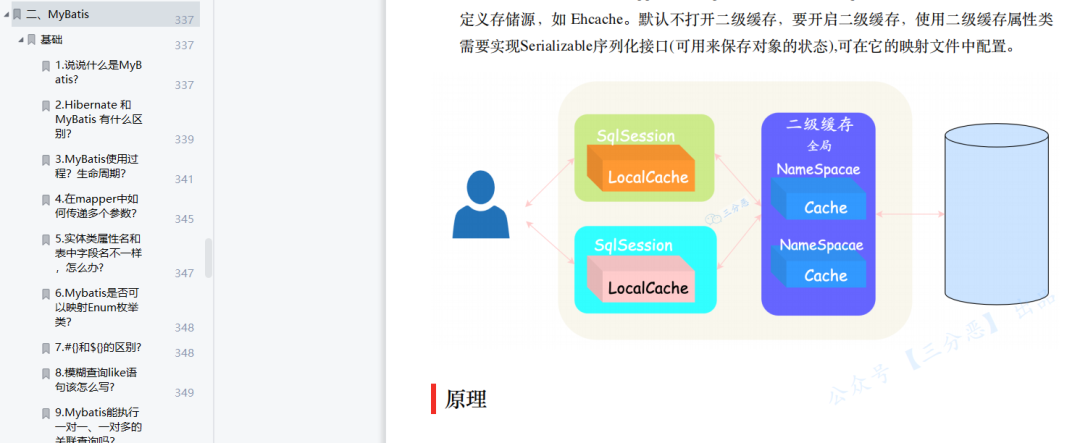 二、MyBatis
337
基础
337
1.说说什么是MyB
atis?
337
2.Hibernate 和
MyBatis 有什么区
别?
339
3.MyBatis使用过
程? 生命周期?
341
4.在mapper中如
何传递多个参数?
345
5.实体类属性名和
表中字段名不一样
，怎么办?
347
6.Mybatis是否可
以映射Enum枚举
类?
348
7.#{}和${}的区别?
348
8.模糊查询like语
句该怎么写?
349
9.Mybatis能执行
一对一、一对多的
关联查询吗?
定义存储源，如 Ehcache。默认不打开二级缓存，要开启二级缓存，使用二级缓存属性类
需要实现Serializable序列化接口(可用来保存对象的状态),可在它的映射文件中配置。
SqlSession
LocalCache
SqlSession
LocalCache
二级缓存
全局
NameSpacae
Cache
NameSpacae
Cache
三分恶
公众号【三分恶】
原理